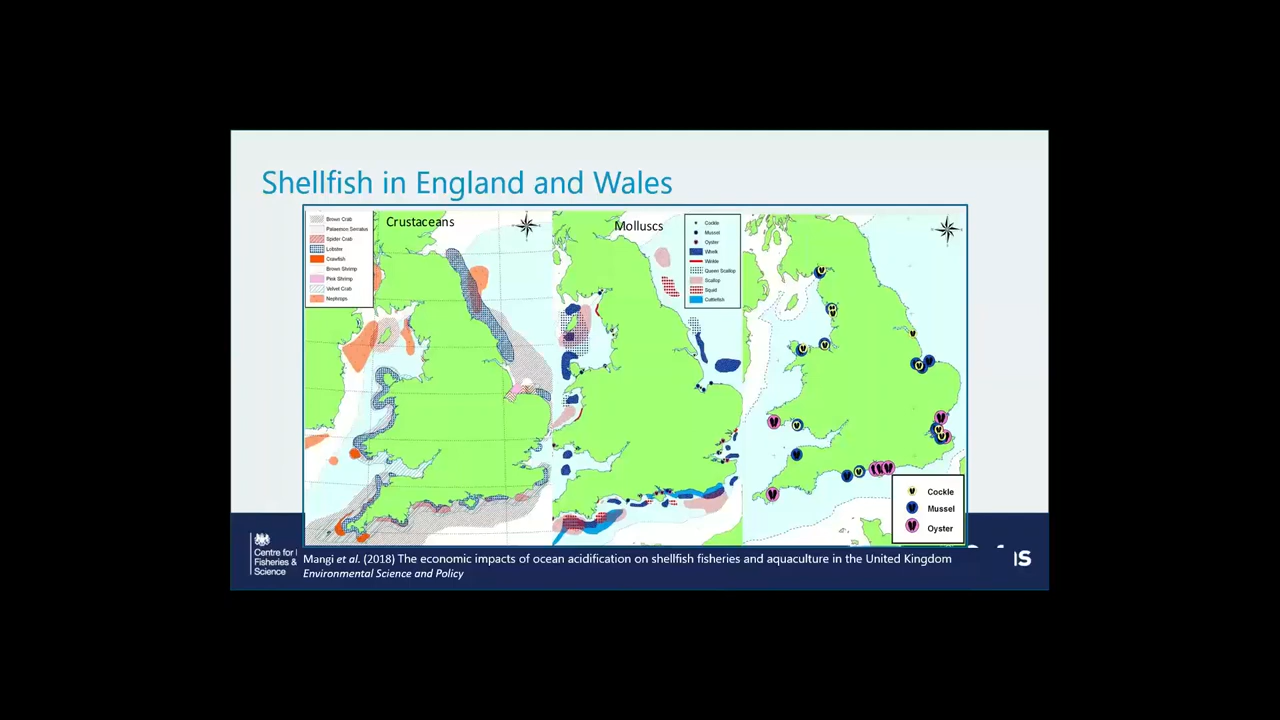 Shellfish in England and Wales
Crustaceans
Brown Crab
Palaemon Serratus
Spider Crab
Lobster
Crawfish
Brown Shrimp
Pink Shrimp
Velvet Crab
Nephrops
Molluscs
Cockle
Mussel
Oyster
Whelk
Winkle
Queen Scallop
Scallop
Squid
Cuttlefish
Cockle
Mussel
Oyster
Centre for
Fisheries &
Science
Mangi et al. (2018) The economic impacts of ocean acidification on shellfish fisheries and aquaculture in the United Kingdom
Environmental Science and Policy